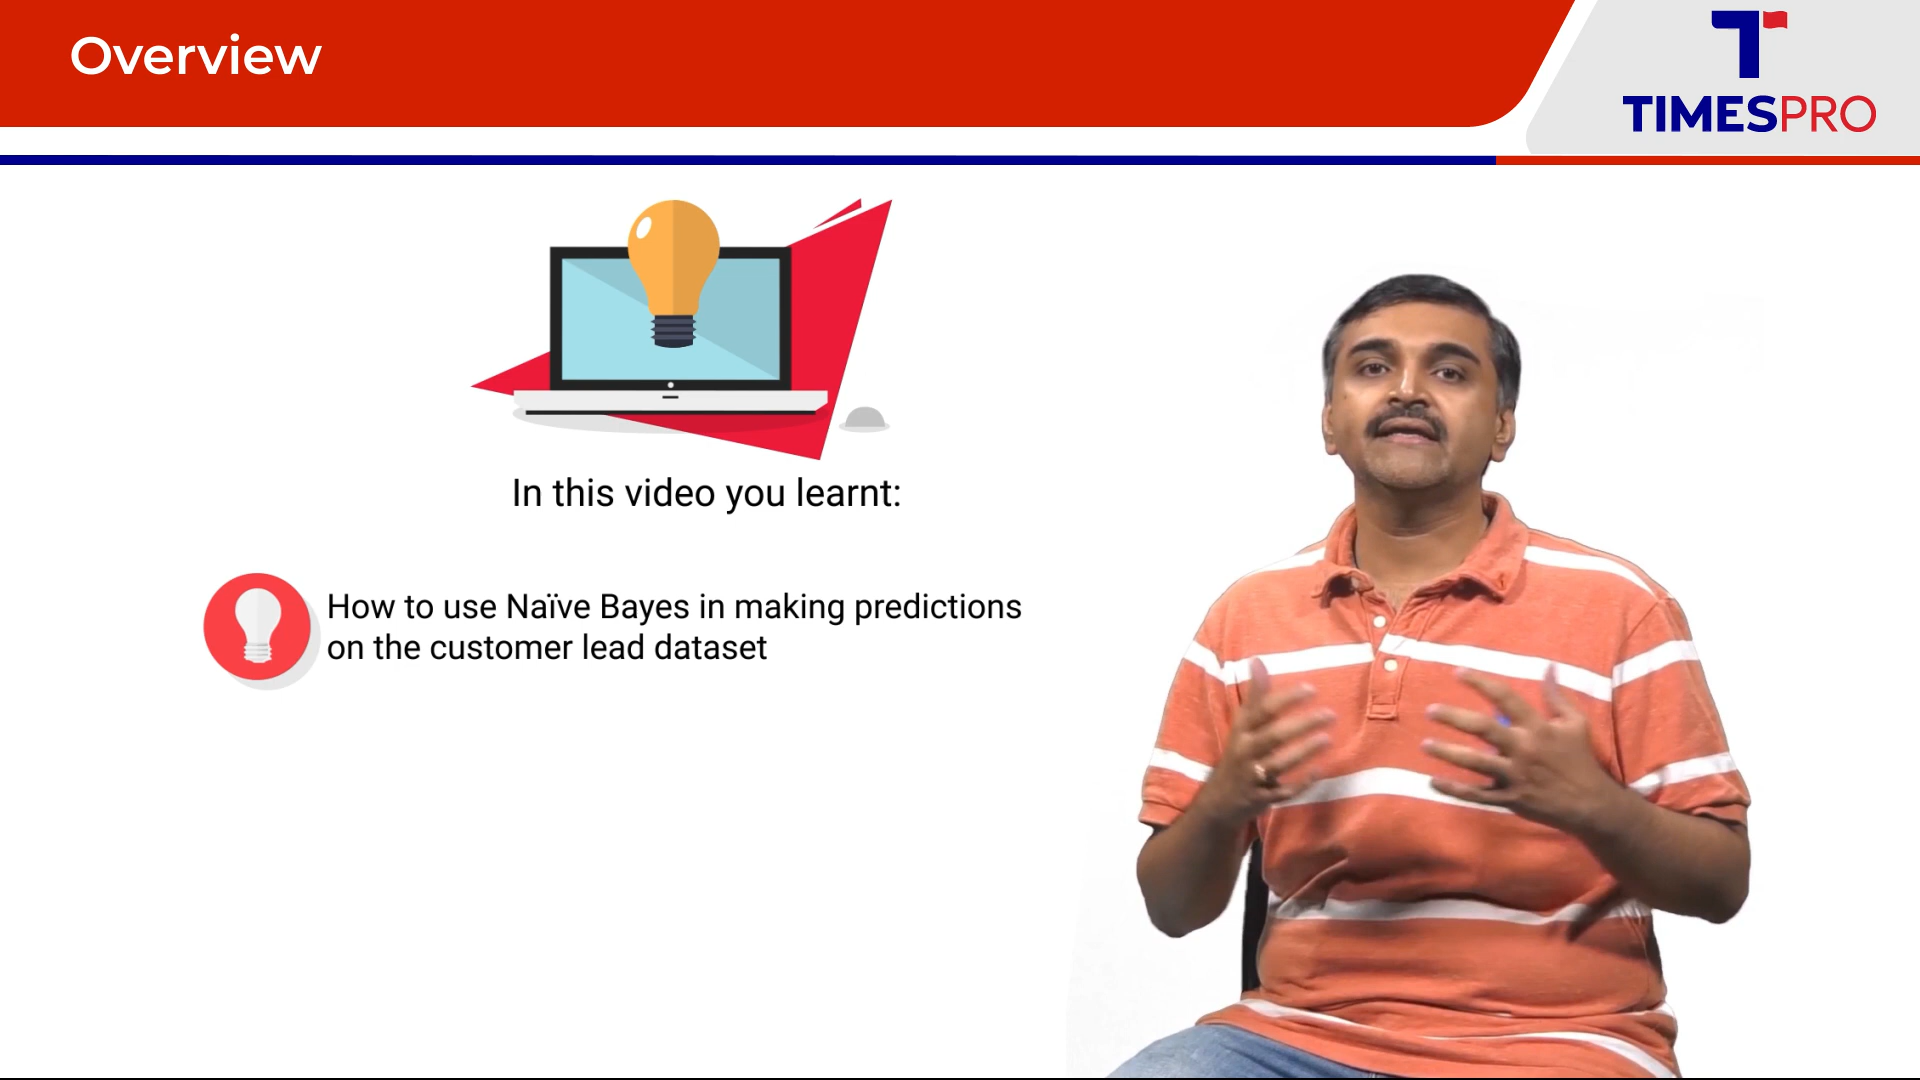 Overview
TIMESPRO
In this video you learnt:
How to use Naïve Bayes in making predictions
on the customer lead dataset